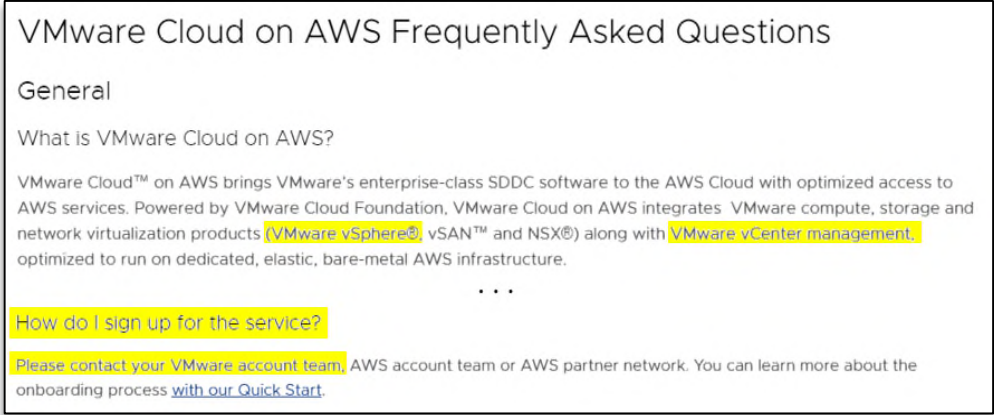 VMware Cloud on AWS Frequently Asked Questions
General
What is VMware Cloud on AWS?
VMware Cloud™ on AWS brings VMware's enterprise-class SDDC software to the AWS Cloud with optimized access to
AWS services. Powered by VMware Cloud Foundation, VMware Cloud on AWS integrates VMware compute, storage and
network virtualization products (VMware vSphere®, vSAN™ and NSX®) along with VMware vCenter management,
optimized to run on dedicated, elastic, bare-metal AWS infrastructure.
...
How do I sign up for the service?
Please contact your VMware account team, AWS account team or AWS partner network. You can learn more about the
onboarding process with our Quick Start.